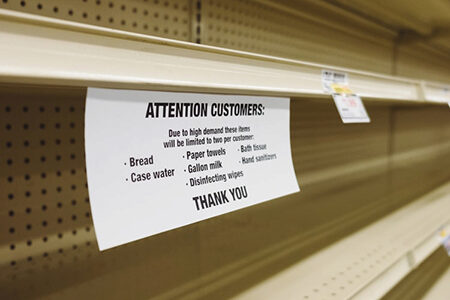 ATTENTION CUSTOMERS:
Due to high demand these items
will be limited to two per customer:
· Bread
· Case water
· Paper towels
· Gallon milk
· Disinfecting wipes
· Bath tissue
· Hand sanitizers
THANK YOU